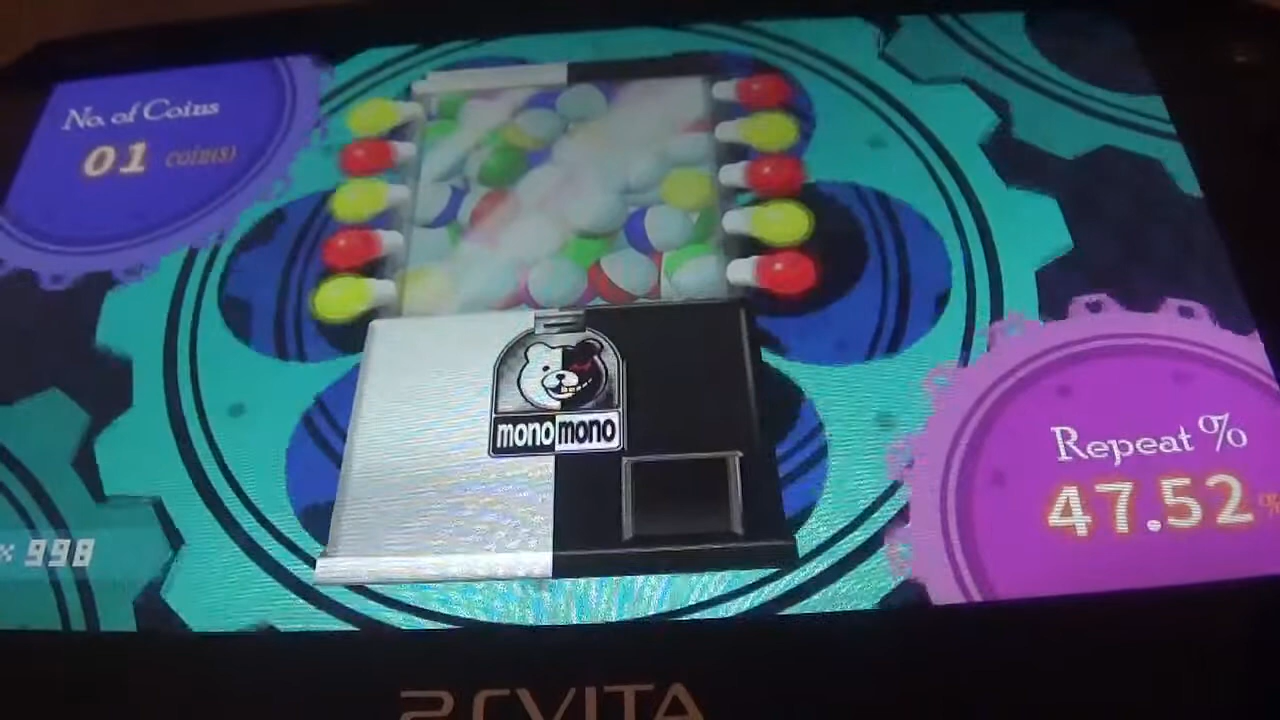 No. of Coins
01 coin(s)
monomono
Repeat %
47.52 %
× 998
PSVITA